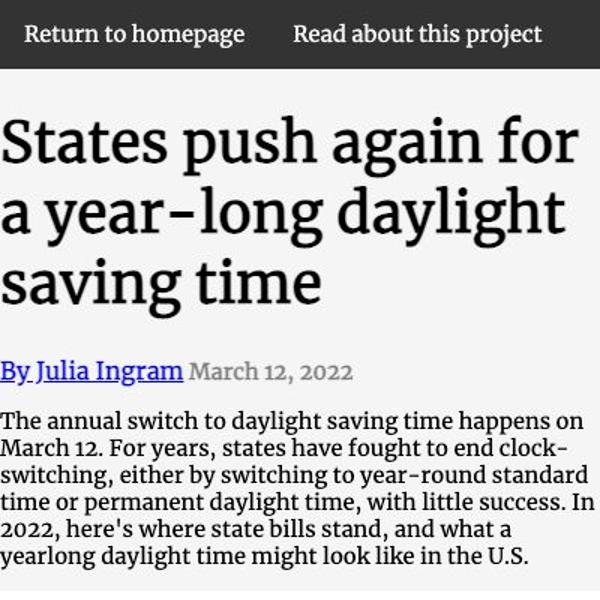 Return to homepage Read about this project
States push again for
a year-long daylight
saving time
By Julia Ingram March 12, 2022
The annual switch to daylight saving time happens on
March 12. For years, states have fought to end clock-
switching, either by switching to year-round standard
time or permanent daylight time, with little success. In
2022, here's where state bills stand, and what a
yearlong daylight time might look like in the U.S.